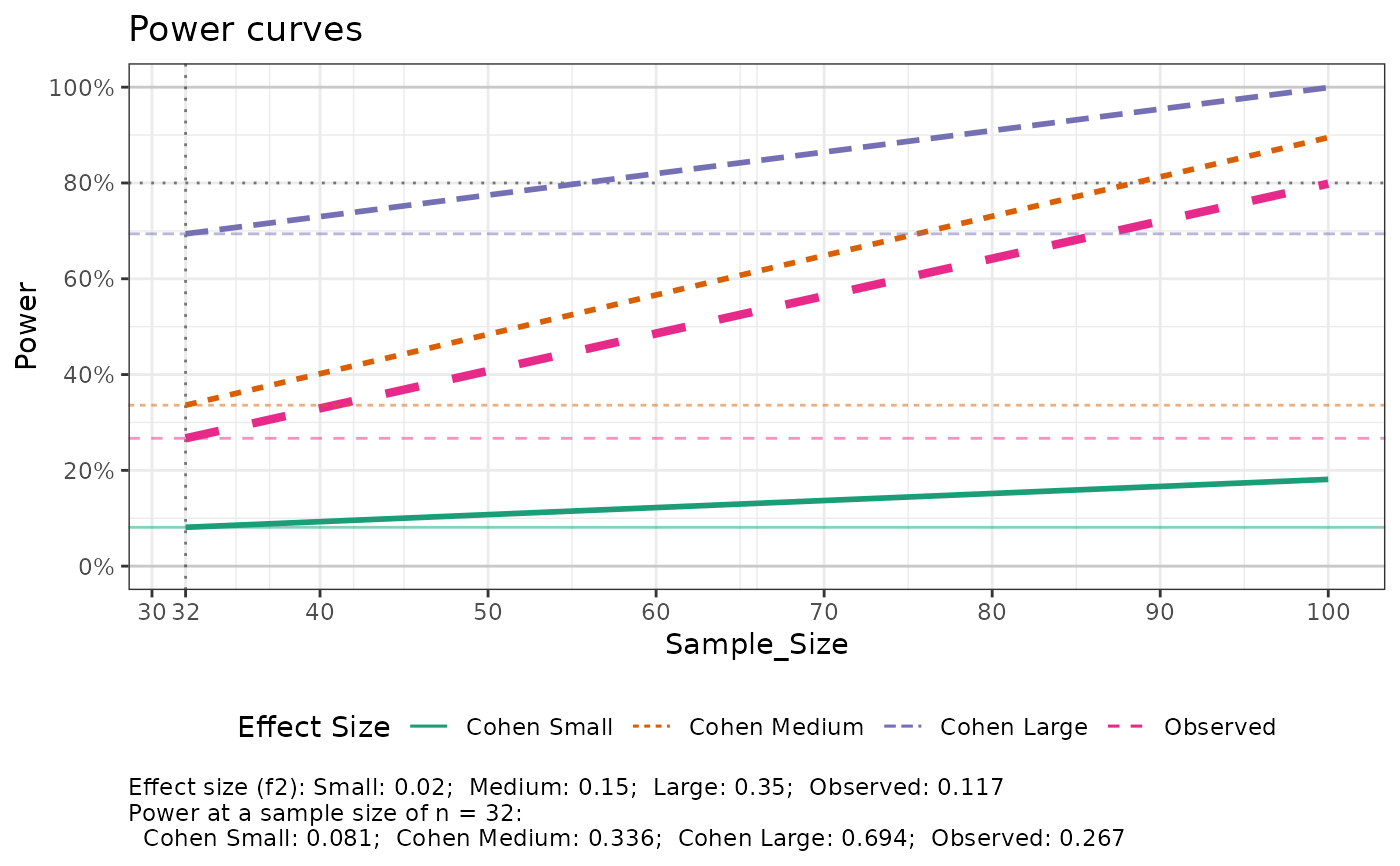 Power curves
100%
80%
60%
40%
20%
0%
Power
30 32 40 50 60 70 80 90 100
Sample_Size
Effect Size Cohen Small Cohen Medium Cohen Large Observed
Effect size (f2): Small: 0.02;  Medium: 0.15;  Large: 0.35;  Observed: 0.117
Power at a sample size of n = 32:
  Cohen Small: 0.081;  Cohen Medium: 0.336;  Cohen Large: 0.694;  Observed: 0.267